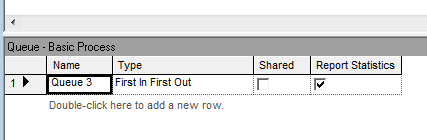 Queue - Basic Process
Name Type Shared Report Statistics
1 Queue 3 First In First Out
Double-click here to add a new row.